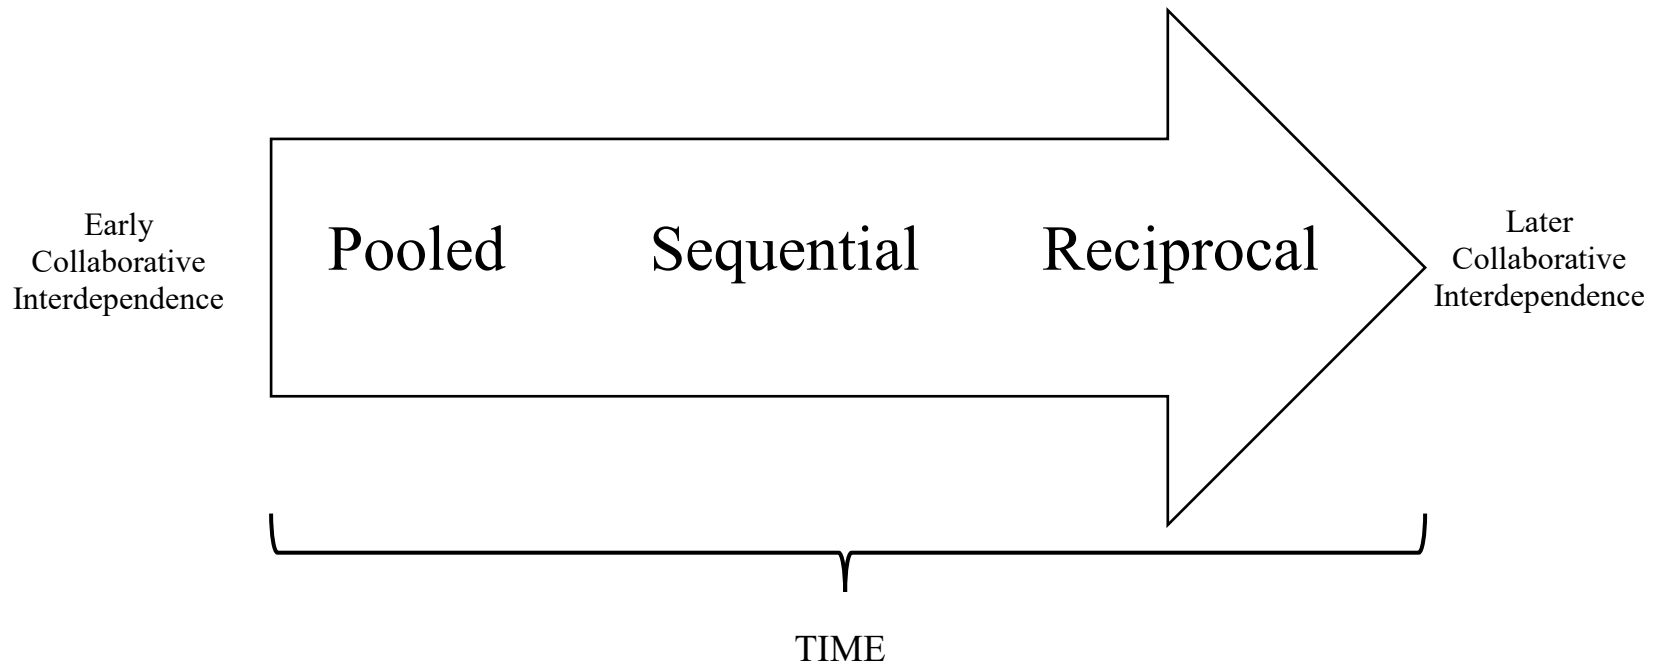 Early
Collaborative
Interdependence
Pooled Sequential Reciprocal
Later
Collaborative
Interdependence
TIME